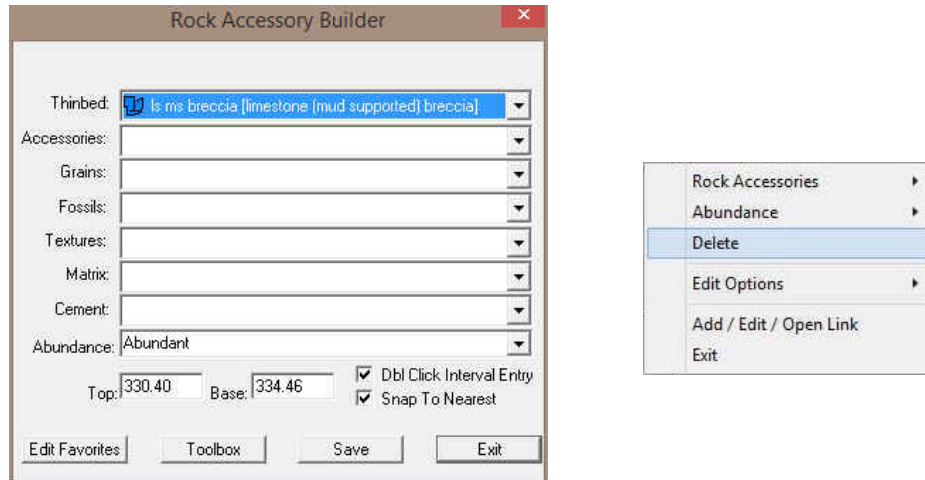 Rock Accessory Builder
Thinbed: ls ms breccia [limestone (mud supported) breccia]
Accessories:
Grains:
Fossils:
Textures:
Matrix:
Cement:
Abundance: Abundant
Top: 330.40 Base: 334.46
Dbl Click Interval Entry
Snap To Nearest
Edit Favorites Toolbox Save Exit
Rock Accessories
Abundance
Delete
Edit Options
Add / Edit / Open Link
Exit